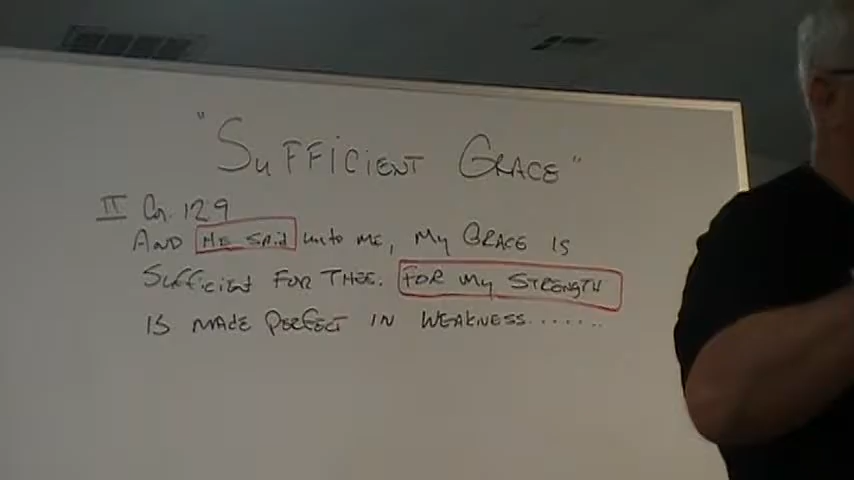 "SuFFiCiENT GRACE"
II Cor. 12:9
AND HE SAid unto ME, My GRACE is
SufficieNt FOR THEE. FOR My STRENGTH
is MADE PERfECT iN WEAKNESS.......